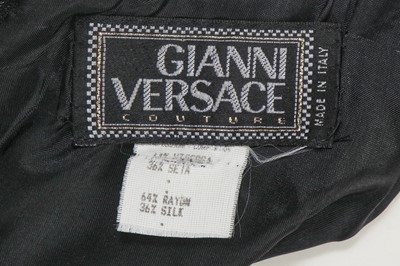 GIANNI
VERSACE
COUTURE
MADE IN ITALY
36% SETA
64% RAYON
36% SILK